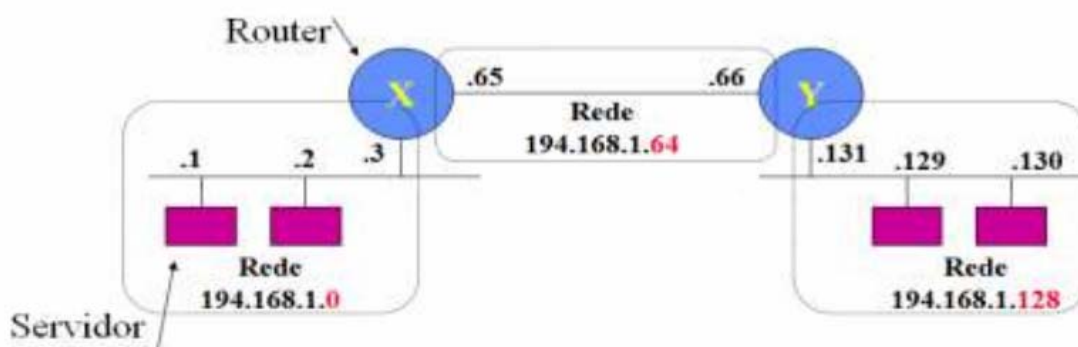 Router
X
.65
.66
Y
Rede
194.168.1.64
.1
.2
.3
.131
.129
.130
Rede
194.168.1.0
Rede
194.168.1.128
Servidor